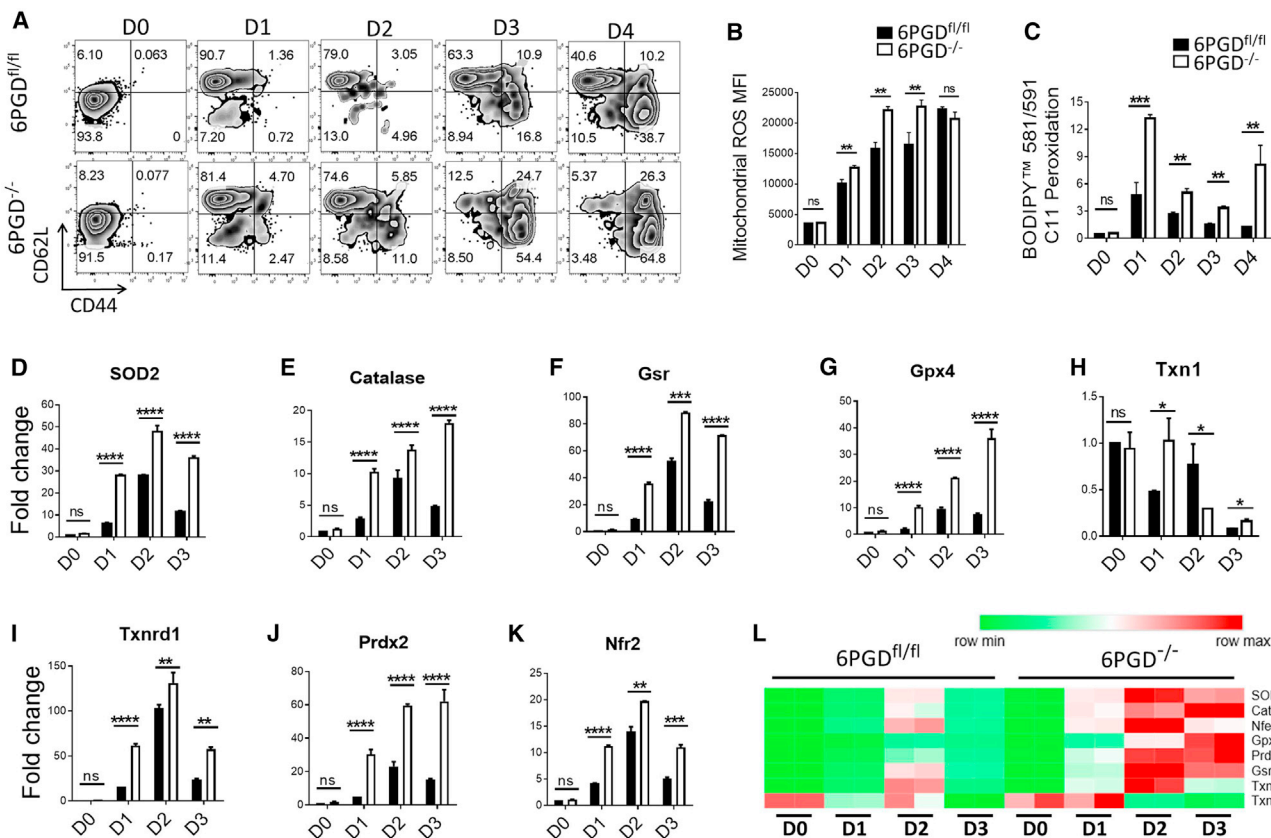 A
D0 D1 D2 D3 D4
6PGDfl/fl
6.10 0.063 90.7 1.36 79.0 3.05 63.3 10.9 40.6 10.2
93.8 0 7.20 0.72 13.0 4.96 8.94 16.8 10.5 38.7
6PGD-/-
8.23 0.077 81.4 4.70 74.6 5.85 12.5 24.7 5.37 26.3
91.5 0.17 11.4 2.47 8.58 11.0 8.50 54.4 3.48 64.8
CD62L
CD44
B
6PGDfl/fl
6PGD-/-
Mitochondrial ROS MFI
25000
20000
15000
10000
5000
0
ns ** ** ** ns
D0 D1 D2 D3 D4
C
6PGDfl/fl
6PGD-/-
BODIPY™ 581/591
C11 Peroxidation
15
12
9
6
3
0
ns *** ** ** **
D0 D1 D2 D3 D4
D
SOD2
Fold change
60
50
40
30
20
10
0
ns **** **** ****
D0 D1 D2 D3
E
Catalase
20
15
10
5
0
ns **** **** ****
D0 D1 D2 D3
F
Gsr
100
80
60
40
20
0
ns **** *** ****
D0 D1 D2 D3
G
Gpx4
50
40
30
20
10
0
ns **** **** ****
D0 D1 D2 D3
H
Txn1
1.5
1.0
0.5
0.0
ns * * *
D0 D1 D2 D3
I
Txnrd1
Fold change
150
100
50
0
ns **** ** **
D0 D1 D2 D3
J
Prdx2
80
60
40
20
0
ns **** **** ****
D0 D1 D2 D3
K
Nfr2
25
20
15
10
5
0
ns **** ** ***
D0 D1 D2 D3
L
row min row max
6PGDfl/fl 6PGD-/-
Cat
Nfe
Gpx
Prd
Gsr
Txn
Txn
D0 D1 D2 D3 D0 D1 D2 D3